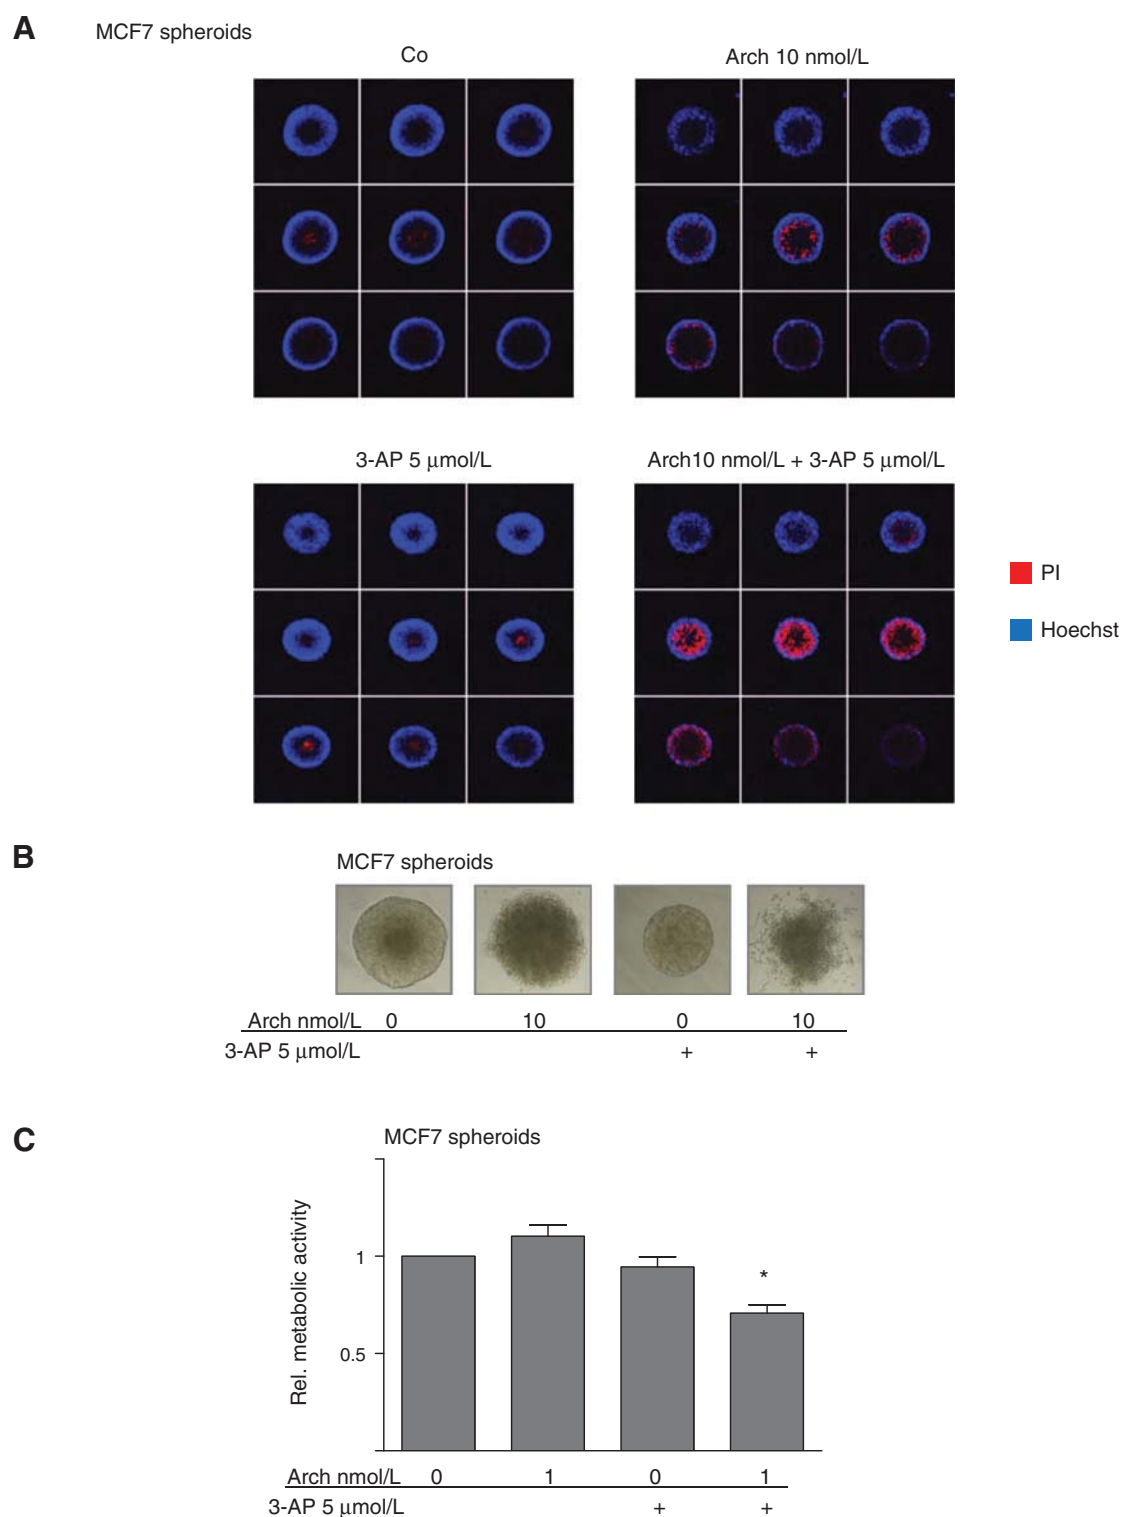 A
MCF7 spheroids
Co
Arch 10 nmol/L
3-AP 5 μmol/L
Arch10 nmol/L + 3-AP 5 μmol/L
PI
Hoechst
B
MCF7 spheroids
Arch nmol/L 0 10 0 10
3-AP 5 μmol/L + +
C
MCF7 spheroids
Rel. metabolic activity
1
0.5
*
Arch nmol/L 0 1 0 1
3-AP 5 μmol/L + +